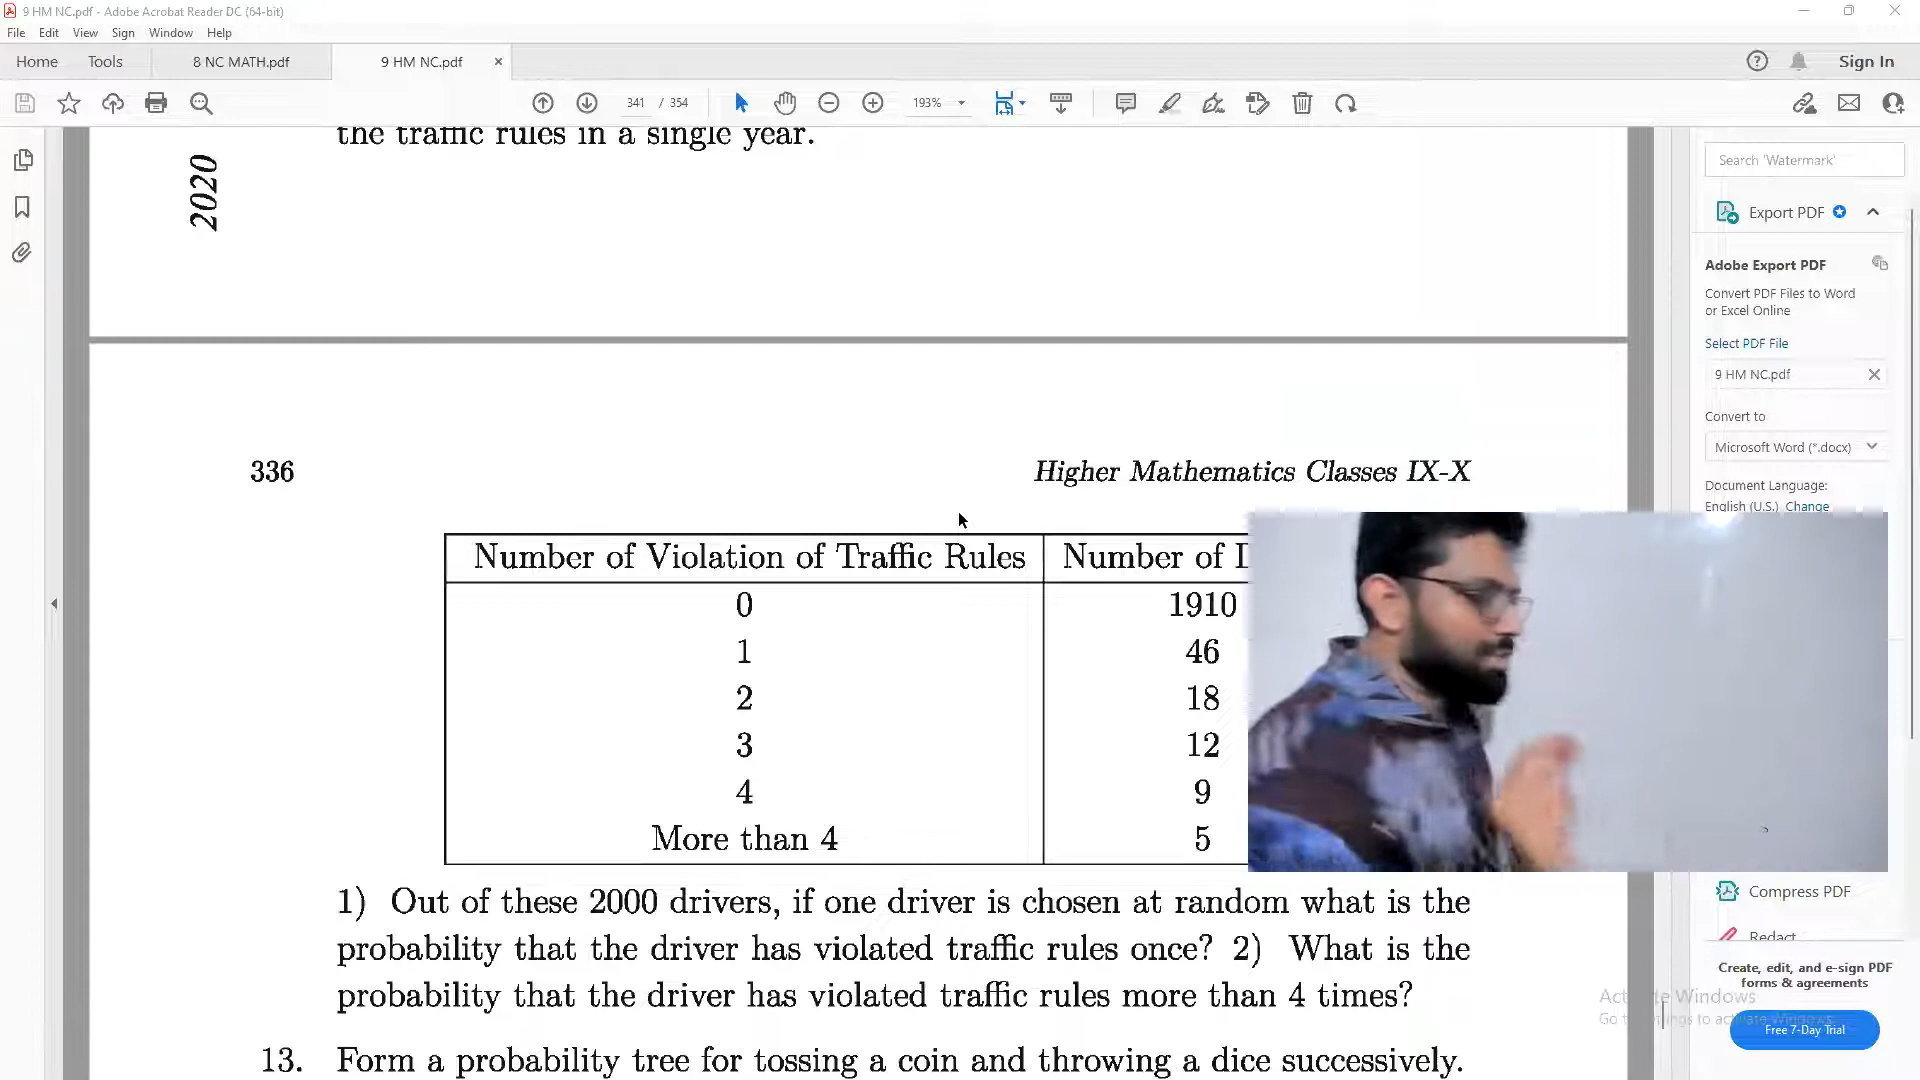 9 HM NC.pdf - Adobe Acrobat Reader DC (64-bit)
File Edit View Sign Window Help
Home Tools 8 NC MATH.pdf 9 HM NC.pdf × Sign In
341 / 354 193%
the traffic rules in a single year.
2020
336 Higher Mathematics Classes IX-X
Number of Violation of Traffic Rules Number of
0 1910
1 46
2 18
3 12
4 9
More than 4 5
1) Out of these 2000 drivers, if one driver is chosen at random what is the
probability that the driver has violated traffic rules once? 2) What is the
probability that the driver has violated traffic rules more than 4 times?
13. Form a probability tree for tossing a coin and throwing a dice successively.
Search 'Watermark'
Export PDF
Adobe Export PDF
Convert PDF Files to Word
or Excel Online
Select PDF File
9 HM NC.pdf
Convert to
Microsoft Word (*.docx)
Document Language:
English (U.S.) Change
Compress PDF
Redact
Create, edit, and e-sign PDF
forms & agreements
Free 7-Day Trial
Windows